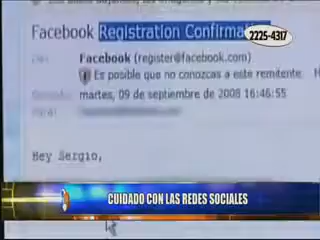 Facebook Registration Confirma
2225-4317
Facebook (register@facebook.com)
Es posible que no conozcas a este remitente.
martes, 09 de septiembre de 2008 16:46:55
Hey Sergio,
CUIDADO CON LAS REDES SOCIALES